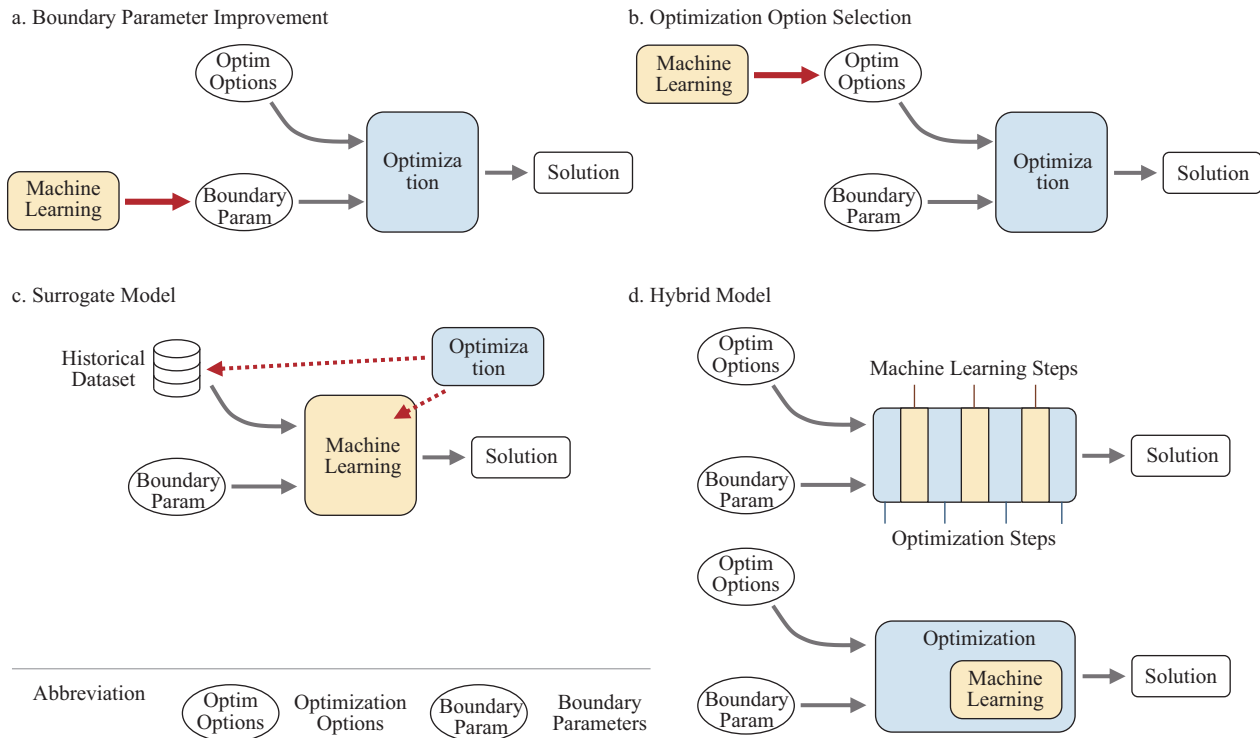 a. Boundary Parameter Improvement
Optim
Options
Optimiza
tion
Solution
Machine
Learning
Boundary
Param
b. Optimization Option Selection
Machine
Learning
Optim
Options
Optimiza
tion
Solution
Boundary
Param
c. Surrogate Model
Historical
Dataset
Optimiza
tion
Machine
Learning
Solution
Boundary
Param
d. Hybrid Model
Optim
Options
Machine Learning Steps
Solution
Boundary
Param
Optimization Steps
Optim
Options
Optimization
Machine
Learning
Solution
Boundary
Param
Abbreviation
Optim
Options
Optimization
Options
Boundary
Param
Boundary
Parameters